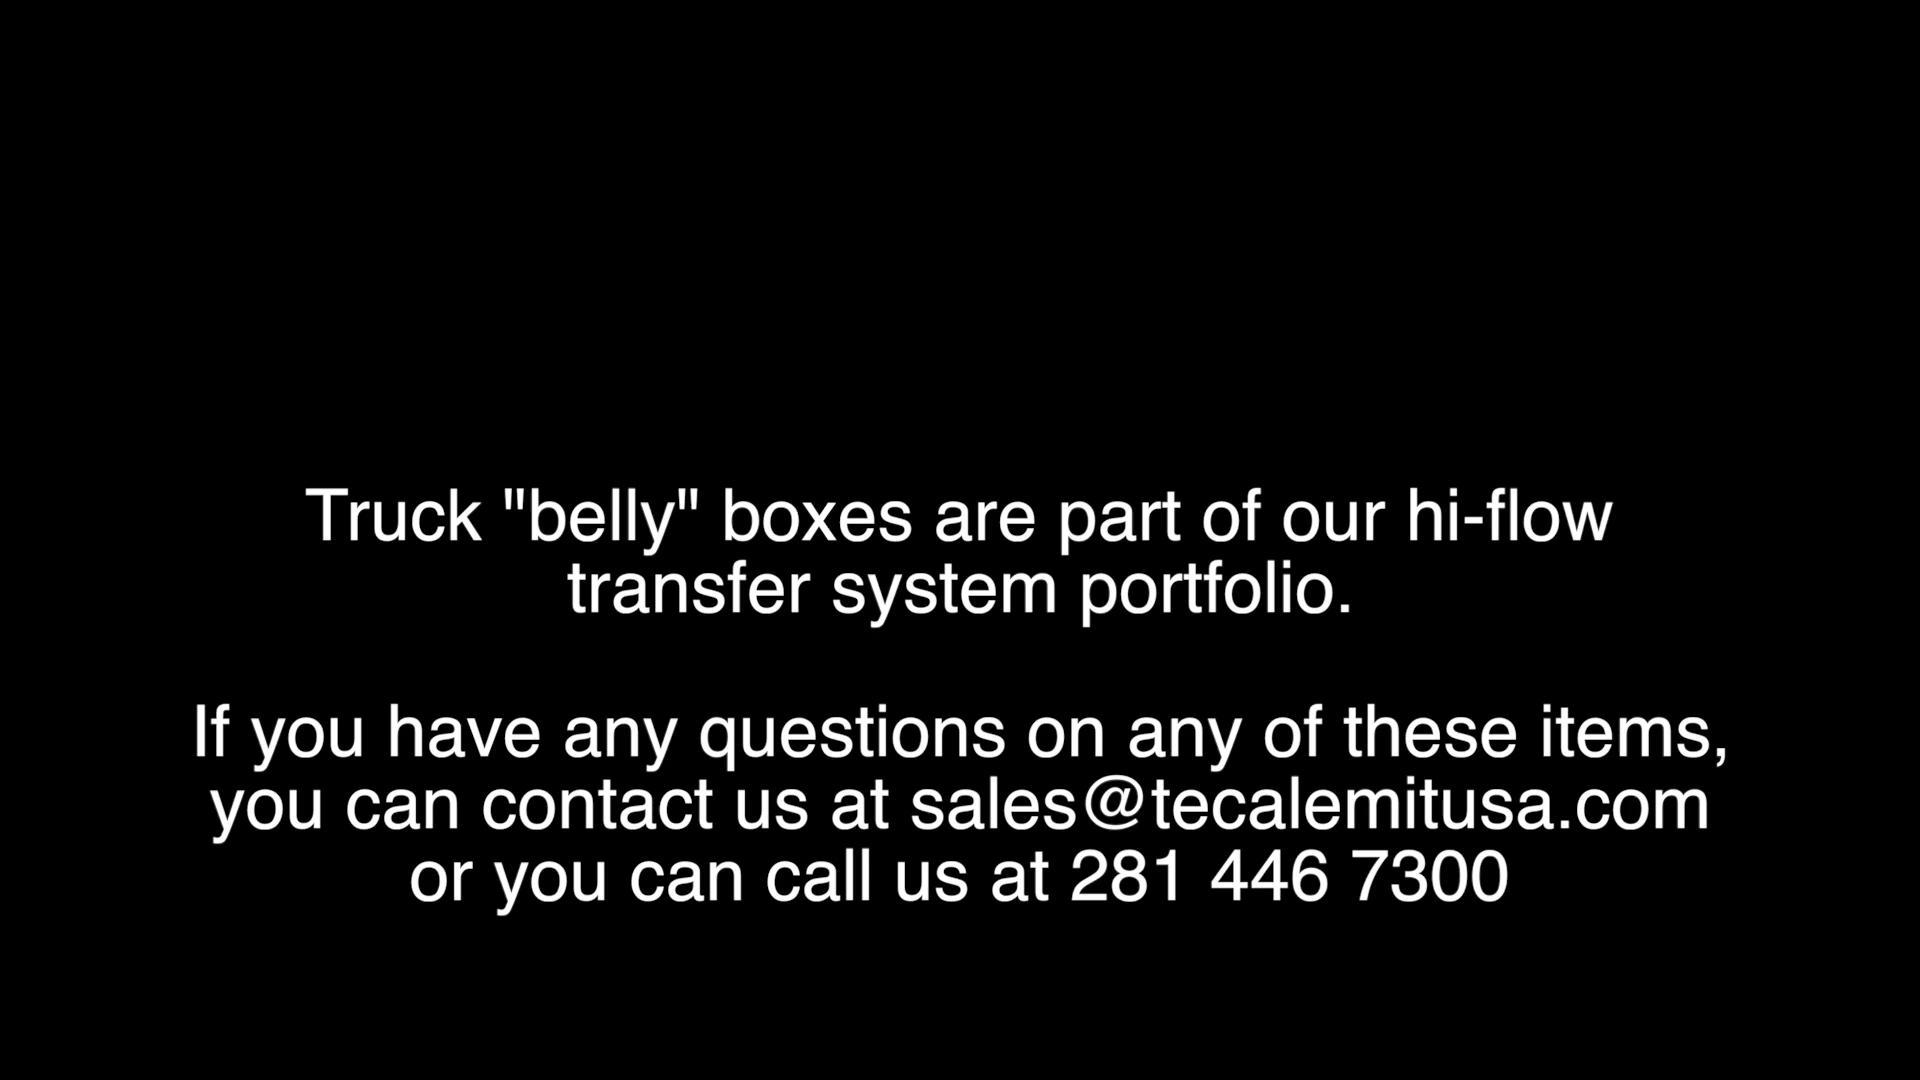 Truck "belly" boxes are part of our hi-flow
transfer system portfolio.
If you have any questions on any of these items,
you can contact us at sales@tecalemitusa.com
or you can call us at 281 446 7300